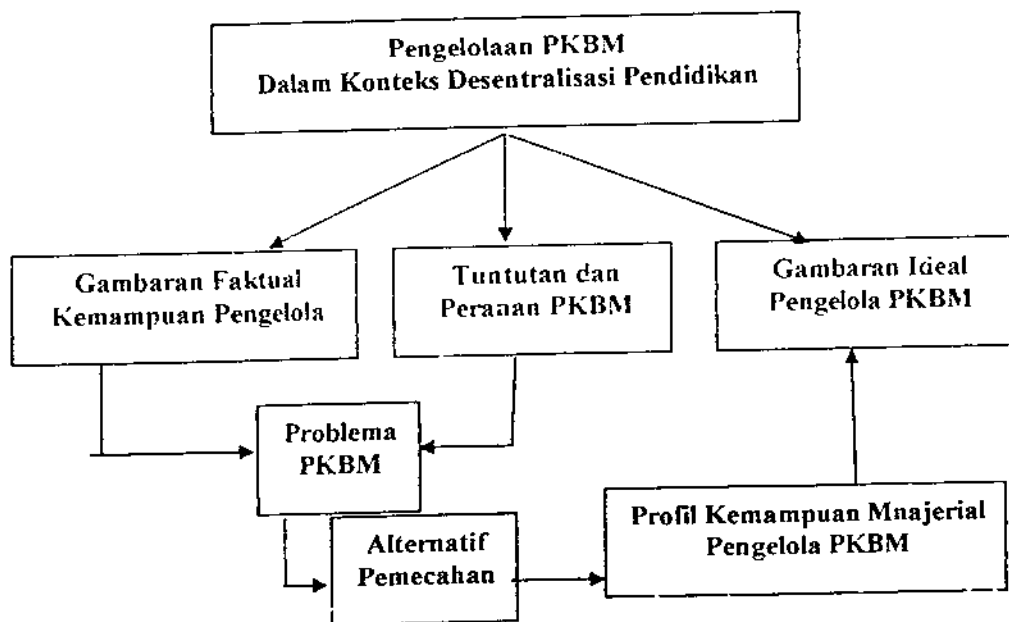 Pengelolaan PKBM
Dalam Konteks Desentralisasi Pendidikan
Gambaran Faktual
Kemampuan Pengelola
Tuntutan dan
Peranan PKBM
Gambaran Ideal
Pengelola PKBM
Problema
PKBM
Alternatif
Pemecahan
Profil Kemampuan Mnajerial
Pengelola PKBM